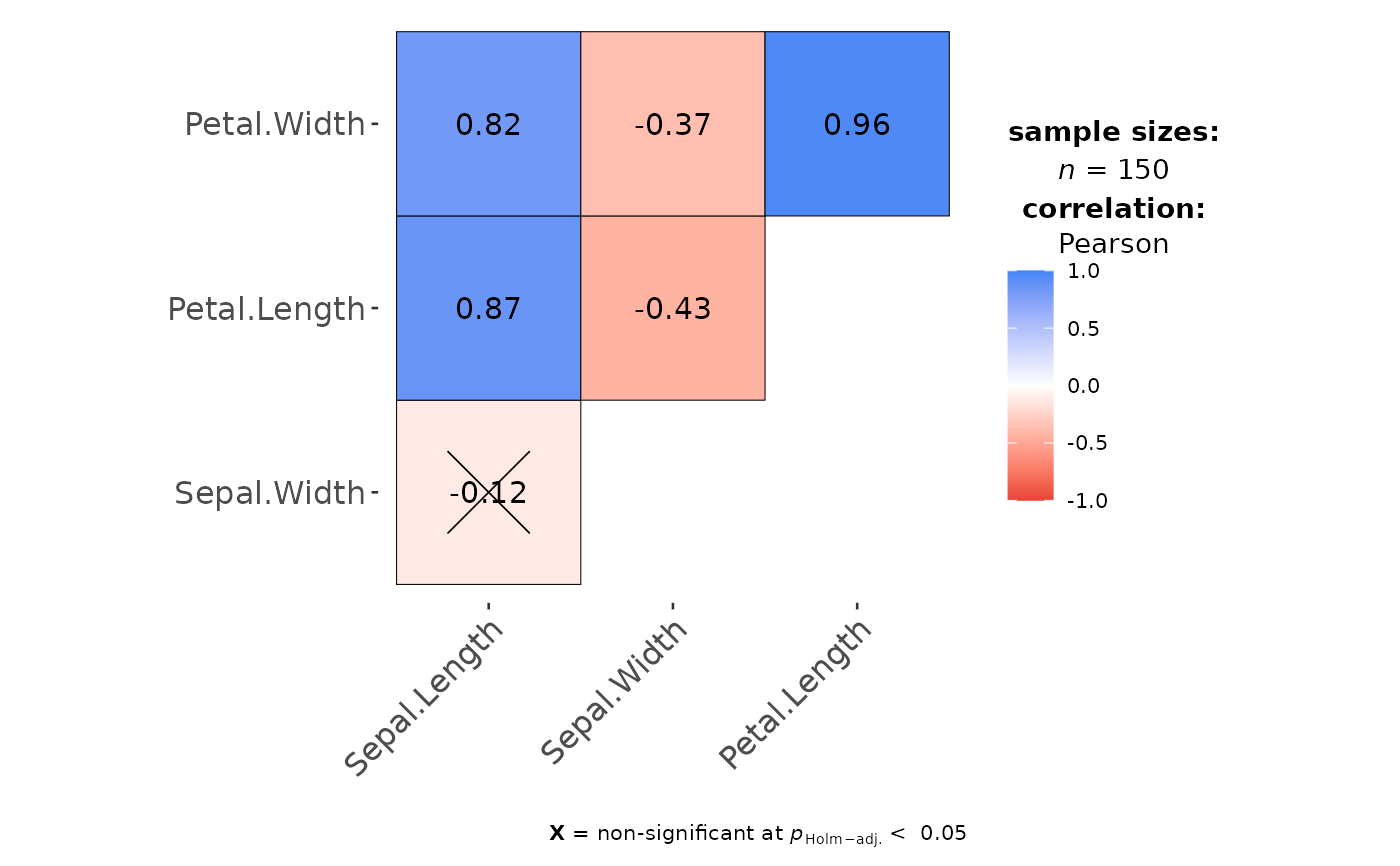 Petal.Width
0.82
-0.37
0.96
Petal.Length
0.87
-0.43
Sepal.Width
-0.12
Sepal.Length
Sepal.Width
Petal.Length
sample sizes:
n = 150
correlation:
Pearson
1.0
0.5
0.0
-0.5
-1.0
X = non-significant at p Holm−adj. < 0.05